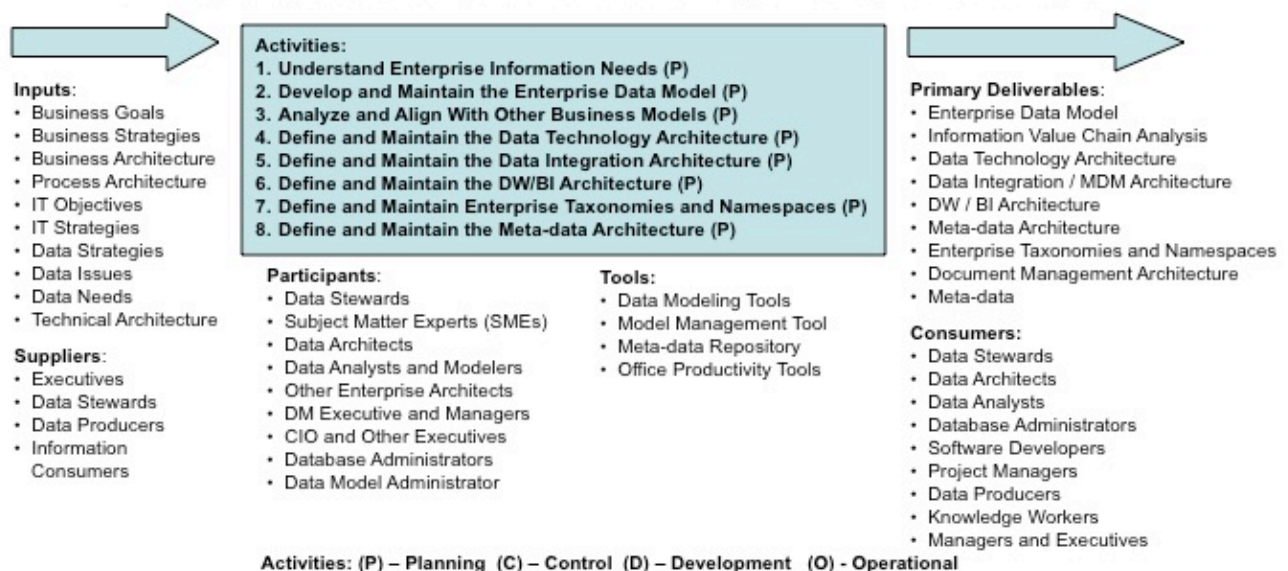 Activities:
1. Understand Enterprise Information Needs (P)
2. Develop and Maintain the Enterprise Data Model (P)
3. Analyze and Align With Other Business Models (P)
4. Define and Maintain the Data Technology Architecture (P)
5. Define and Maintain the Data Integration Architecture (P)
6. Define and Maintain the DW/BI Architecture (P)
7. Define and Maintain Enterprise Taxonomies and Namespaces (P)
8. Define and Maintain the Meta-data Architecture (P)
Inputs:
• Business Goals
• Business Strategies
• Business Architecture
• Process Architecture
• IT Objectives
• IT Strategies
• Data Strategies
• Data Issues
• Data Needs
• Technical Architecture
Suppliers:
• Executives
• Data Stewards
• Data Producers
• Information
Consumers
Participants:
• Data Stewards
• Subject Matter Experts (SMEs)
• Data Architects
• Data Analysts and Modelers
• Other Enterprise Architects
• DM Executive and Managers
• CIO and Other Executives
• Database Administrators
• Data Model Administrator
Tools:
• Data Modeling Tools
• Model Management Tool
• Meta-data Repository
• Office Productivity Tools
Primary Deliverables:
• Enterprise Data Model
• Information Value Chain Analysis
• Data Technology Architecture
• Data Integration / MDM Architecture
• DW / BI Architecture
• Meta-data Architecture
• Enterprise Taxonomies and Namespaces
• Document Management Architecture
• Meta-data
Consumers:
• Data Stewards
• Data Architects
• Data Analysts
• Database Administrators
• Software Developers
• Project Managers
• Data Producers
• Knowledge Workers
• Managers and Executives
Activities: (P) – Planning (C) – Control (D) – Development (O) - Operational